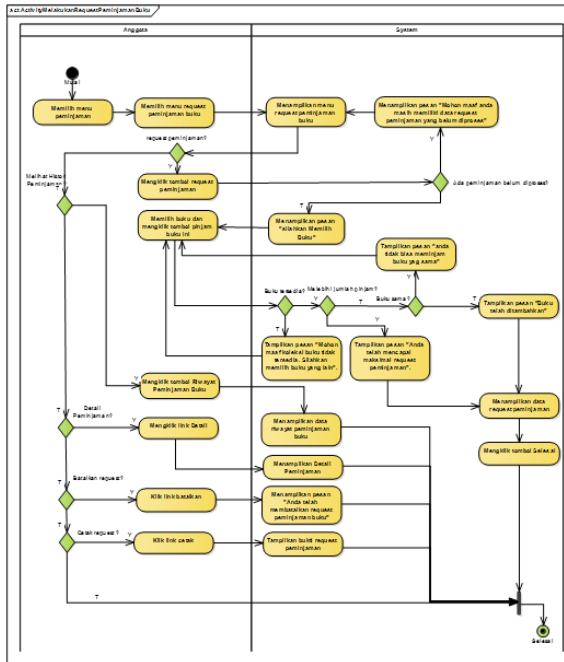 act ActivityMelakukanRequestPeminjamanBuku
Anggota
System
Mulai
Memilih menu
peminjaman
Memilih menu request
peminjaman buku
Menampilkan menu
request peminjaman
buku
Menampilkan pesan "Mohon maaf anda
masih memiliki data request
peminjaman yang belum diproses"
request peminjaman?
Y
T
Melihat Histori
Peminjaman?
Mengklik tombol request
peminjaman
Y
Ada peminjaman belum diproses?
T
Memilih buku dan
mengklik tombol pinjam
buku ini
Menampilkan pesan
"silahkan Memilih
Buku"
Y
Tampilkan pesan "anda
tidak bisa meminjam
buku yag sama"
Y
Buku tersedia?
Melebihi jumlah pinjam?
Buku sama?
Y
T
T
Tampilkan pesan "Buku
telah ditambahkan"
T
Y
Tampilkan pesan "Mohon
maaf koleksi buku tidak
tersedia. Silahkan
memilih buku yang lain".
Tampilkan pesan "Anda
telah mencapai
maksimal request
peminjaman".
Mengklik tombol Riwayat
Peminjaman Buku
Menampilkan data
request peminjaman
T
Detail
Peminjaman?
Y
Mengklik link Detail
Menampilkan data
riwayat peminjaman
buku
Mengklik tombol Selesai
T
Menampilkan Detail
Peminjaman
Batalkan request?
Y
Klik link batalkan
Menampilkan pesan
"Anda telah
membatalkan request
peminjaman buku"
T
Cetak request?
Y
Klik link cetak
Tampilkan bukti request
peminjaman
T
Selesai